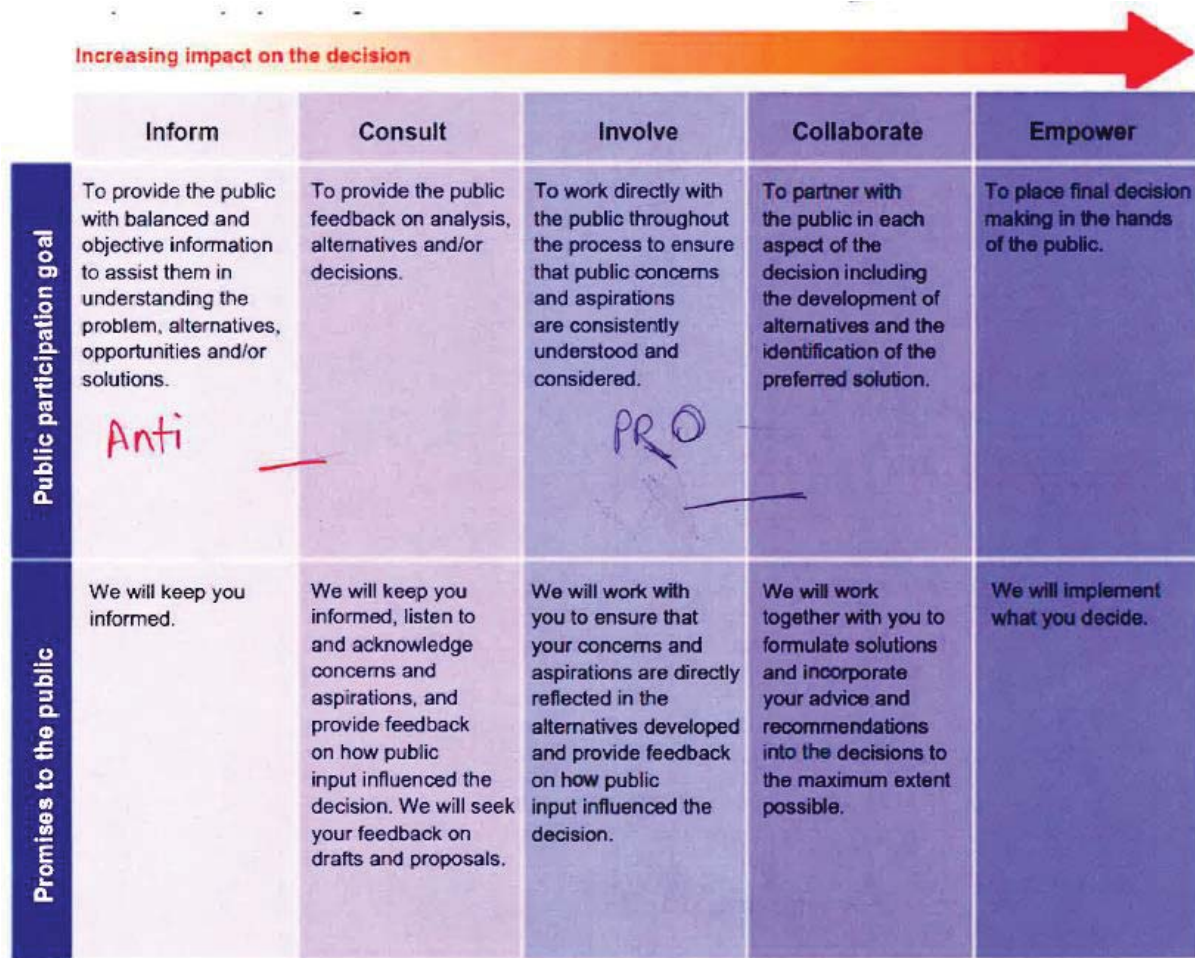 Increasing impact on the decision
Inform
Consult
Involve
Collaborate
Empower
Public participation goal
To provide the public
with balanced and
objective information
to assist them in
understanding the
problem, alternatives,
opportunities and/or
solutions.
Anti
To provide the public
feedback on analysis,
alternatives and/or
decisions.
To work directly with
the public throughout
the process to ensure
that public concerns
and aspirations
are consistently
understood and
considered.
PRO
To partner with
the public in each
aspect of the
decision including
the development of
alternatives and the
identification of the
preferred solution.
To place final decision
making in the hands
of the public.
Promises to the public
We will keep you
informed.
We will keep you
informed, listen to
and acknowledge
concerns and
aspirations, and
provide feedback
on how public
input influenced the
decision. We will seek
your feedback on
drafts and proposals.
We will work with
you to ensure that
your concerns and
aspirations are directly
reflected in the
alternatives developed
and provide feedback
on how public
input influenced the
decision.
We will work
together with you to
formulate solutions
and incorporate
your advice and
recommendations
into the decisions to
the maximum extent
possible.
We will implement
what you decide.